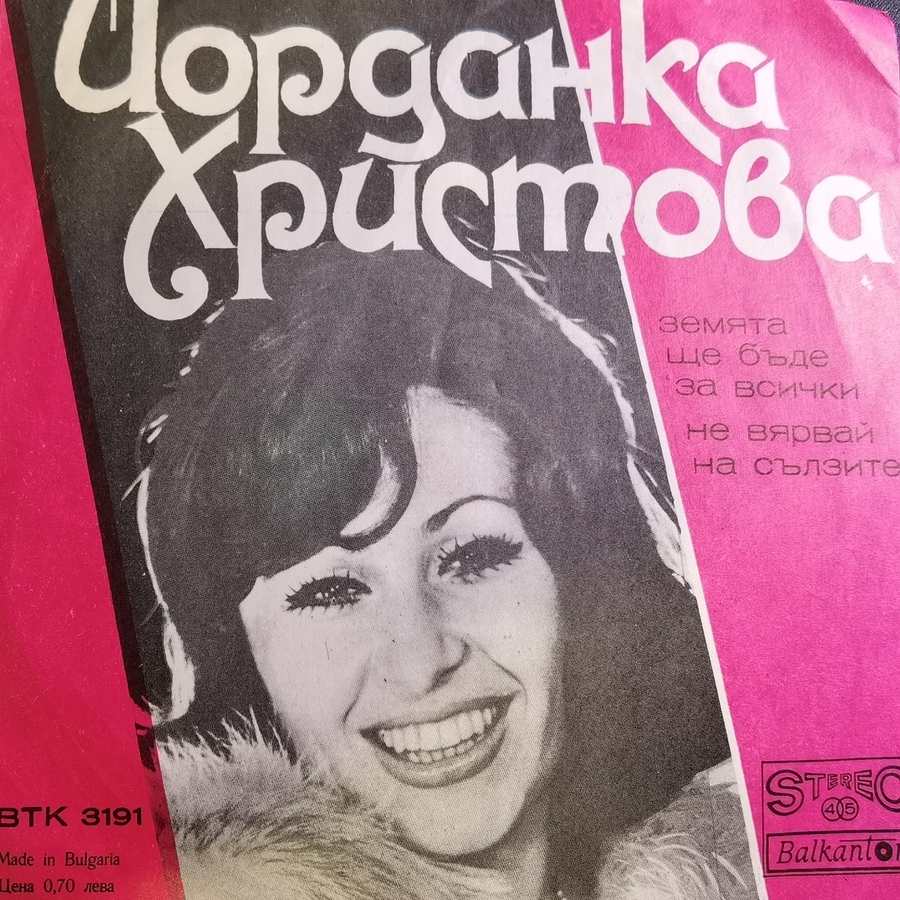 Йорданка
Христова
земята
ще бъде
за всички
не вярвай
на сълзите
ВТК 3191
Made in Bulgaria
Цена 0,70 лева
STEREO
45
Balkanton